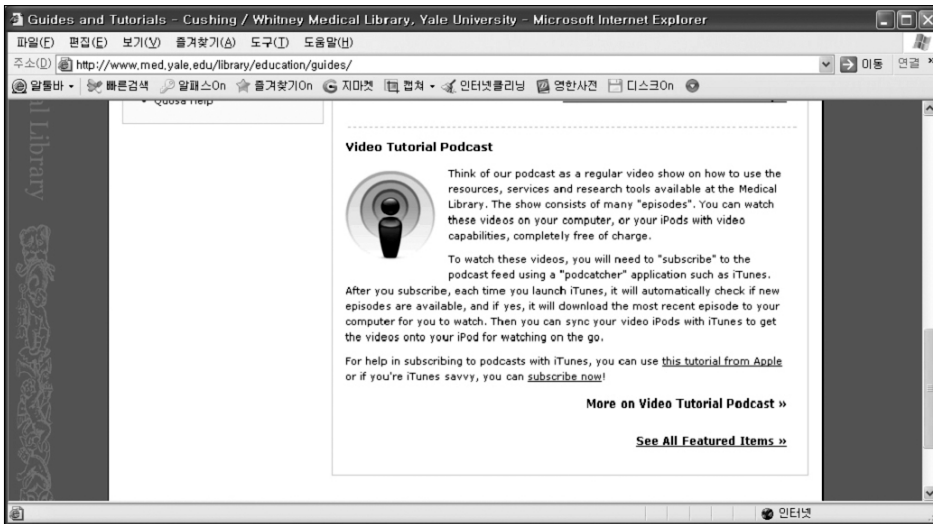 Guides and Tutorials - Cushing / Whitney Medical Library, Yale University - Microsoft Internet Explorer
파일(F) 편집(E) 보기(V) 즐겨찾기(A) 도구(T) 도움말(H)
주소(D) http://www.med.yale.edu/library/education/guides/ 이동 연결 »
알툴바 빠른검색 알패스On 즐겨찾기On 지마켓 캡쳐 인터넷클리닝 영한사전 디스크On
al Library
Quosa Help
Video Tutorial Podcast
Think of our podcast as a regular video show on how to use the
resources, services and research tools available at the Medical
Library. The show consists of many "episodes". You can watch
these videos on your computer, or your iPods with video
capabilities, completely free of charge.
To watch these videos, you will need to "subscribe" to the
podcast feed using a "podcatcher" application such as iTunes.
After you subscribe, each time you launch iTunes, it will automatically check if new
episodes are available, and if yes, it will download the most recent episode to your
computer for you to watch. Then you can sync your video iPods with iTunes to get
the videos onto your iPod for watching on the go.
For help in subscribing to podcasts with iTunes, you can use this tutorial from Apple
or if you're iTunes savvy, you can subscribe now!
More on Video Tutorial Podcast »
See All Featured Items »
인터넷